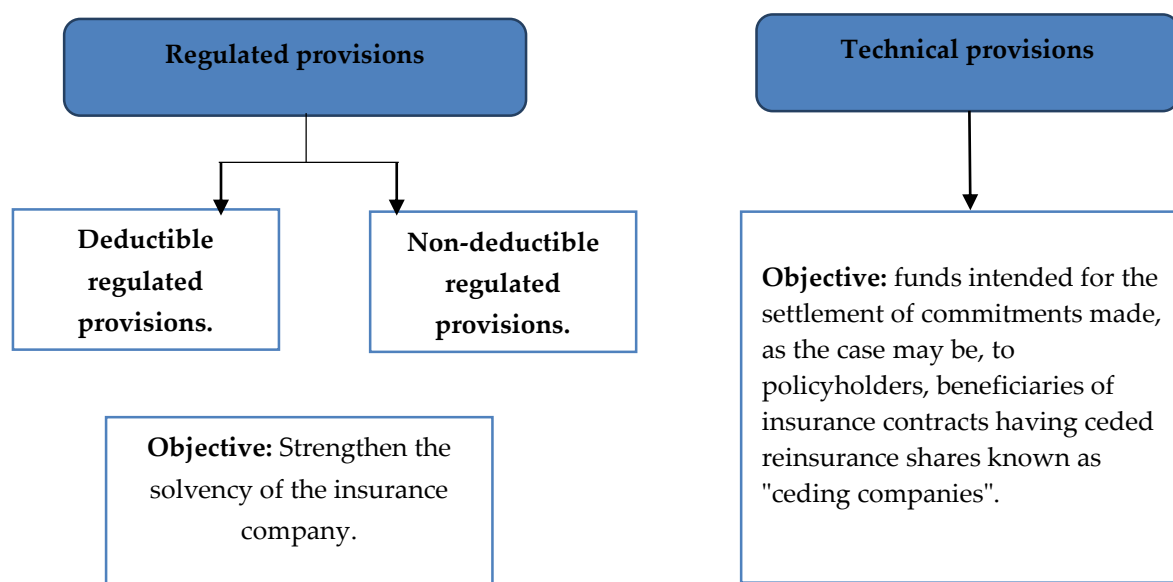 Regulated provisions
Technical provisions
Deductible
regulated
provisions.
Non-deductible
regulated
provisions.
Objective: Strengthen the
solvency of the insurance
company.
Objective: funds intended for the
settlement of commitments made,
as the case may be, to
policyholders, beneficiaries of
insurance contracts having ceded
reinsurance shares known as
"ceding companies".